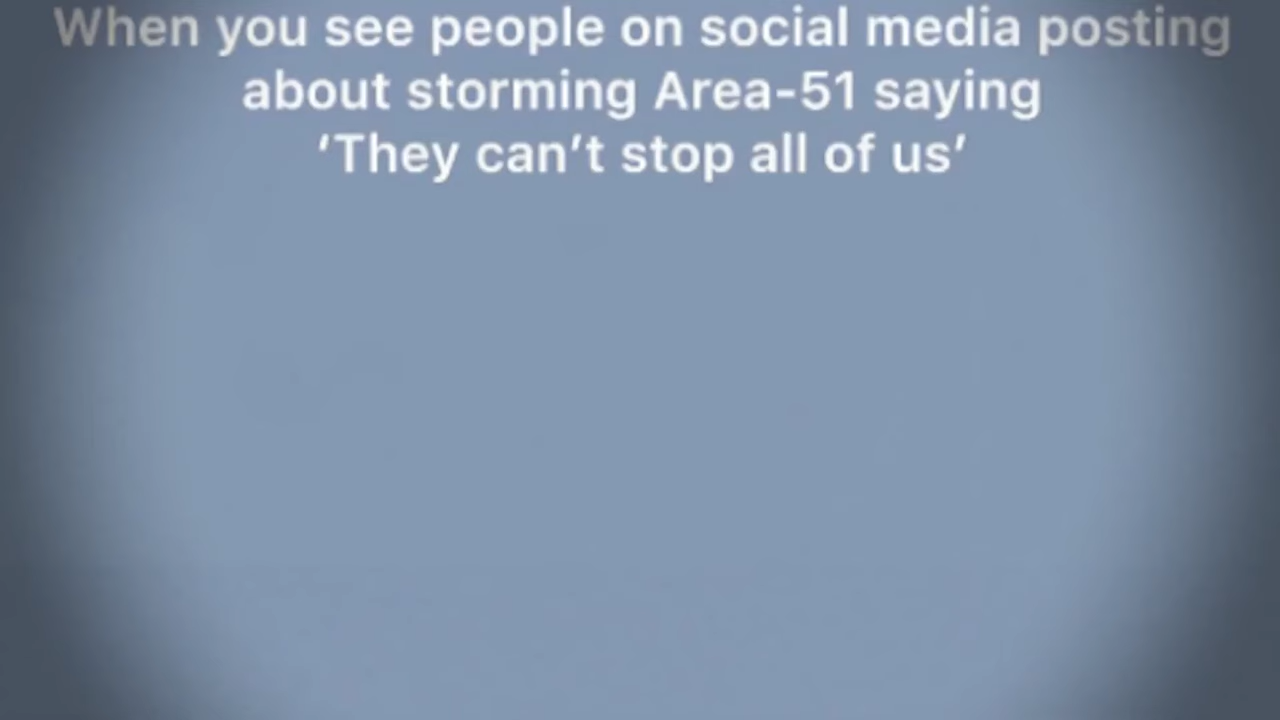 When you see people on social media posting
about storming Area-51 saying
'They can't stop all of us'